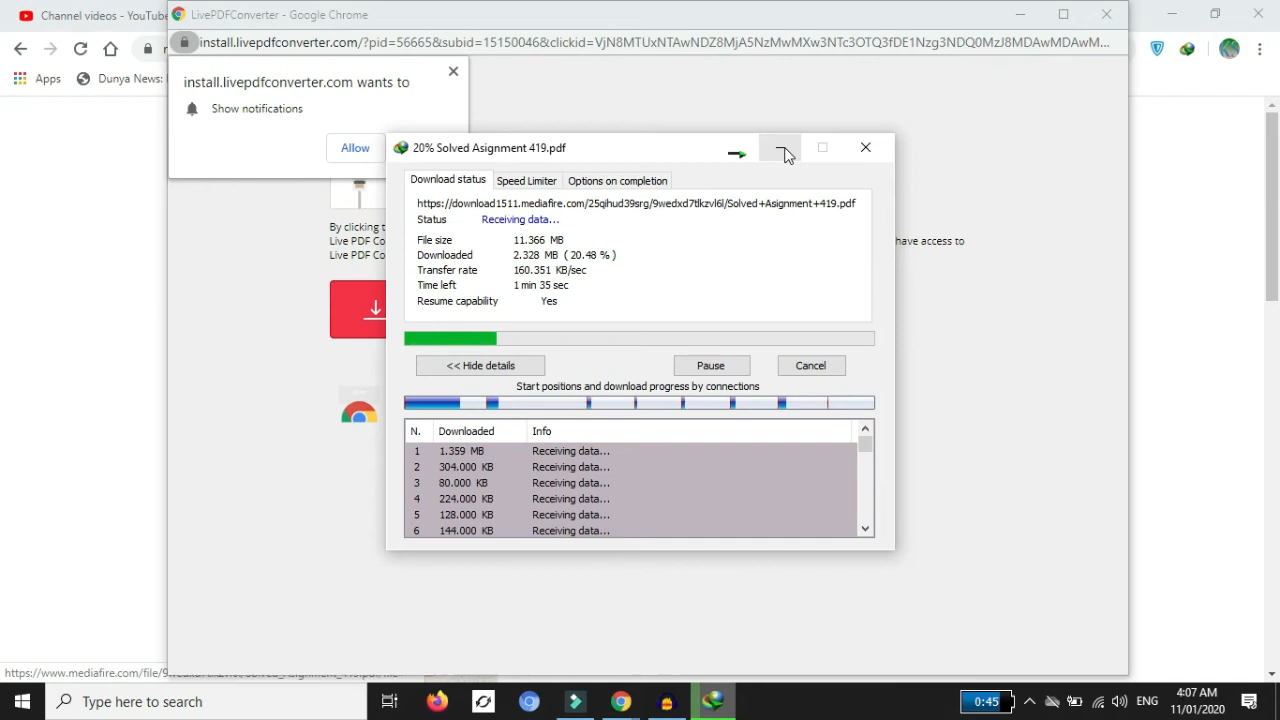 Channel videos - YouTube
LivePDFConverter - Google Chrome
install.livepdfconverter.com/?pid=56665&subid=15150046&clickid=VjN8MTUxNTAwNDZ8MjA5NzMwMXw3NTc3OTQ3fDE1Nzg3NDQ0MzJ8MDAwMDAwM...
Apps
Dunya News:
install.livepdfconverter.com wants to
Show notifications
Allow
20% Solved Asignment 419.pdf
Download status
Speed Limiter
Options on completion
https://download1511.mediafire.com/25qihud39srg/9wedxd7tlkzvl6l/Solved+Asignment+419.pdf
Status Receiving data...
File size 11.366 MB
Downloaded 2.328 MB ( 20.48 % )
Transfer rate 160.351 KB/sec
Time left 1 min 35 sec
Resume capability Yes
By clicking t
Live PDF Co
have access to
Live PDF Co
<< Hide details
Pause
Cancel
Start positions and download progress by connections
N. Downloaded Info
1 1.359 MB Receiving data...
2 304.000 KB Receiving data...
3 80.000 KB Receiving data...
4 224.000 KB Receiving data...
5 128.000 KB Receiving data...
6 144.000 KB Receiving data...
Type here to search
0:45
ENG
4:07 AM
11/01/2020